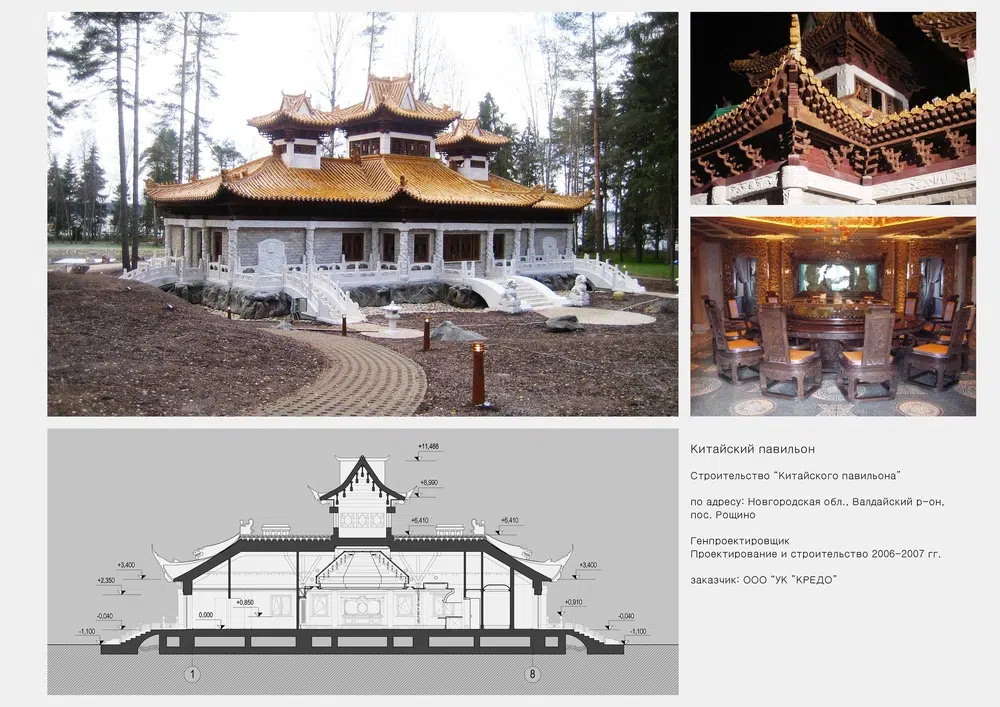 Китайский павильон
Строительство “Китайского павильона”
по адресу: Новгородская обл., Валдайский р-он,
пос. Рощино
Генпроектировщик
Проектирование и строительство 2006-2007 гг.
заказчик: ООО “УК ”КРЕДО”
+11,468
+8,990
+6,410 +6,410
+3,400 +3,400
+2,350
+0,850 +0,910
0,000
-0,040 -0,040
-1,100 -1,100
1 8